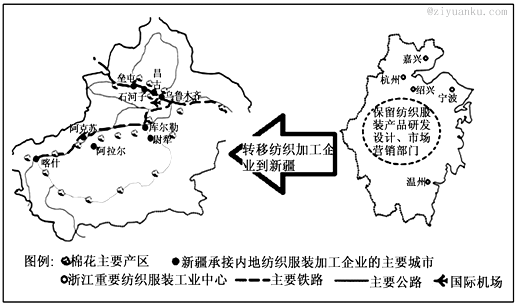 @ziyuanku.com
昌
吉
奎屯
石河子
乌鲁木齐
阿克苏
库尔勒
尉犁
阿拉尔
喀什
转移纺织加工企
业到新疆
嘉兴
杭州
绍兴
宁波
保留纺织服
装产品研发
设计、市场
营销部门
温州
图例:
棉花主要产区
新疆承接内地纺织服装加工企业的主要城市
浙江重要纺织服装工业中心
主要铁路
主要公路
国际机场